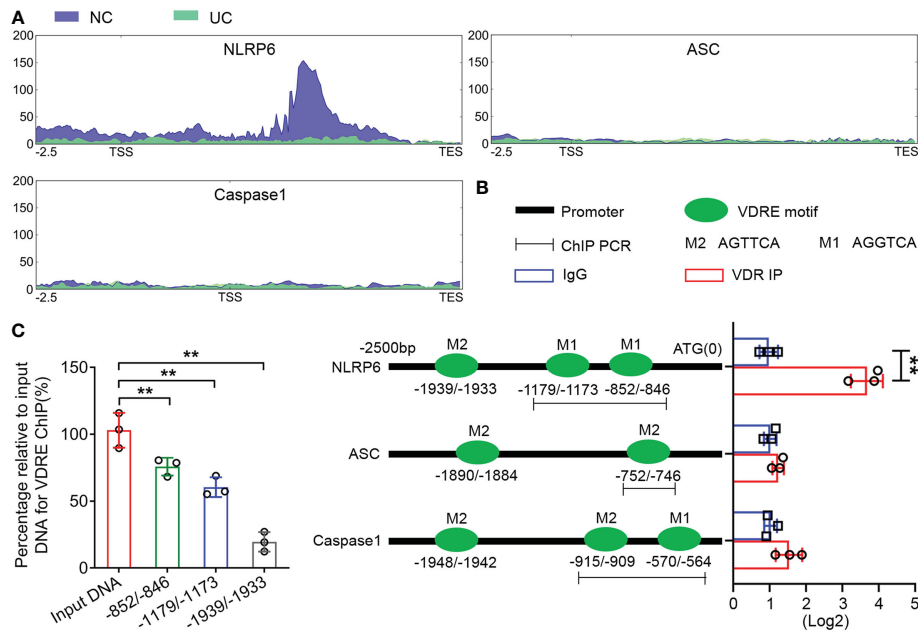 A
NC
UC
NLRP6
200
150
100
50
0
-2.5
TSS
TES
ASC
200
150
100
50
0
-2.5
TSS
TES
Caspase1
200
150
100
50
0
-2.5
TSS
TES
B
Promoter
VDRE motif
ChIP PCR
M2 AGTTCA M1 AGGTCA
IgG
VDR IP
-2500bp
ATG(0)
NLRP6
M2
M1
M1
-1939/-1933
-1179/-1173
-852/-846
**
ASC
M2
M2
-1890/-1884
-752/-746
Caspase1
M2
M2
M1
-1948/-1942
-915/-909
-570/-564
0 1 2 3 4 5
(Log2)
C
Percentage relative to input
DNA for VDRE ChIP(%)
150
100
50
0
**
**
**
Input DNA
-852/-846
-1179/-1173
-1939/-1933